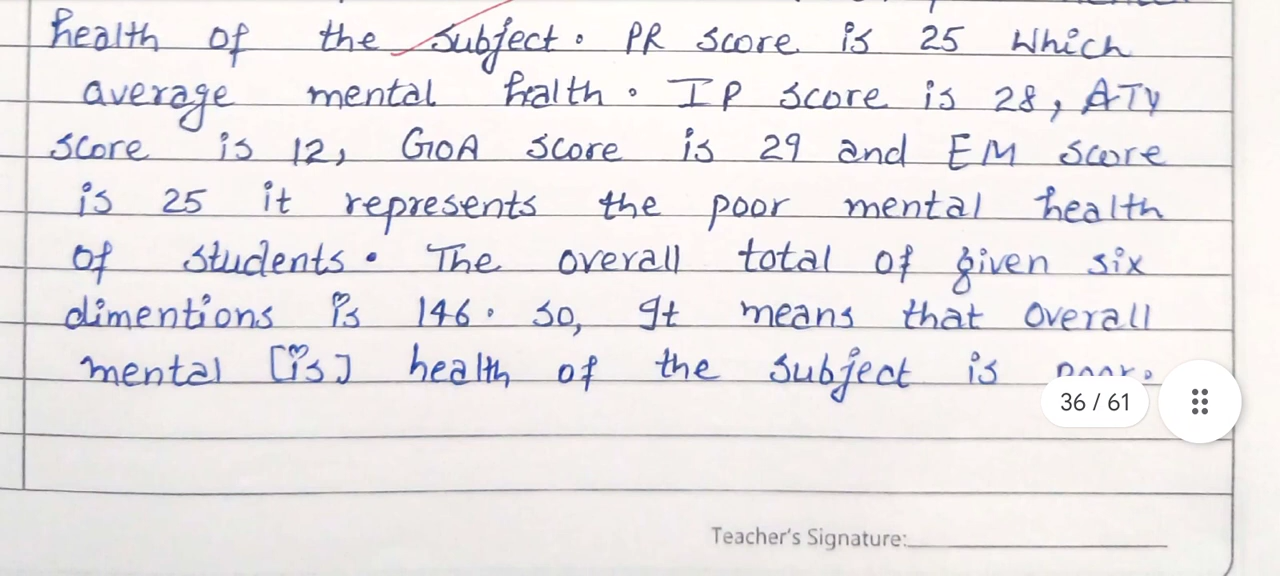 health of the subject. PR score is 25 Which
average mental health. IP score is 28, ATY
score is 12, GOA score is 29 and EM score
is 25 it represents the poor mental health
of students. The overall total of given six
dimentions is 146. So, It means that overall
mental [is] health of the subject is poor.
36 / 61
Teacher's Signature: